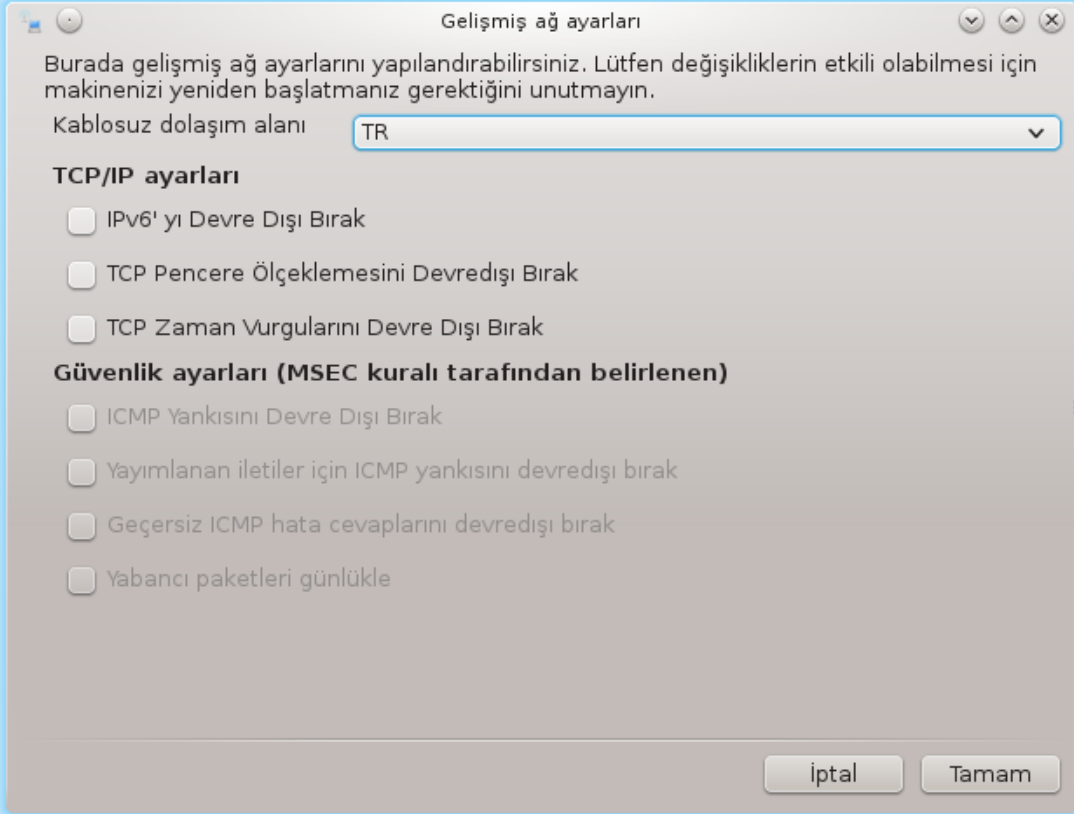 Gelişmiş ağ ayarları
Burada gelişmiş ağ ayarlarını yapılandırabilirsiniz. Lütfen değişikliklerin etkili olabilmesi için
makinenizi yeniden başlatmanız gerektiğini unutmayın.
Kablosuz dolaşım alanı TR
TCP/IP ayarları
IPv6' yı Devre Dışı Bırak
TCP Pencere Ölçeklemesini Devredışı Bırak
TCP Zaman Vurgularını Devre Dışı Bırak
Güvenlik ayarları (MSEC kuralı tarafından belirlenen)
ICMP Yankısını Devre Dışı Bırak
Yayımlanan iletiler için ICMP yankısını devredışı bırak
Geçersiz ICMP hata cevaplarını devredışı bırak
Yabancı paketleri günlükle
İptal Tamam